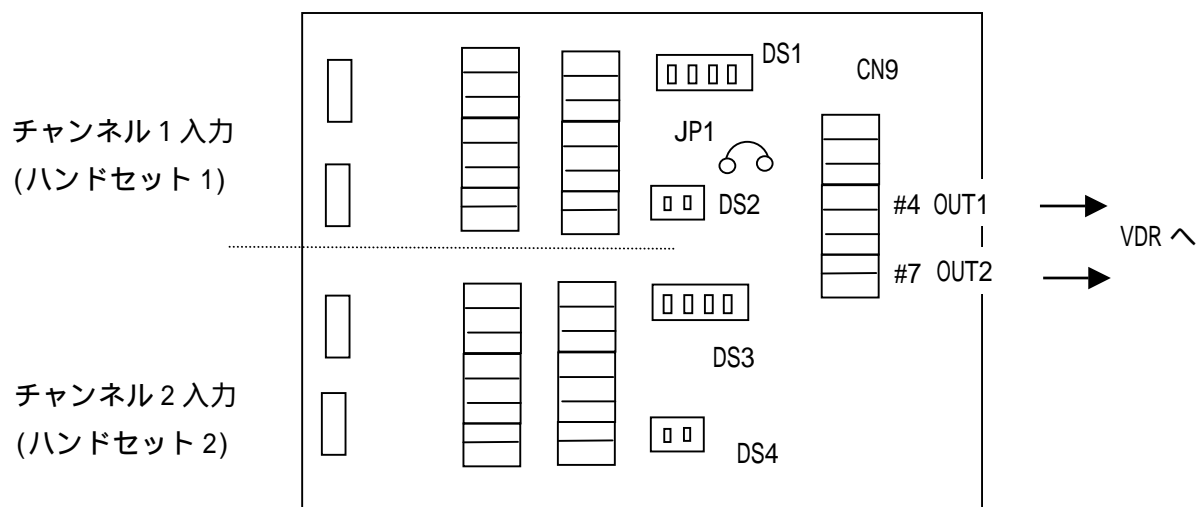 DS1
CN9
チャンネル 1 入力
(ハンドセット 1)
JP1
DS2
#4 OUT1
VDR へ
#7 OUT2
DS3
チャンネル 2 入力
(ハンドセット 2)
DS4